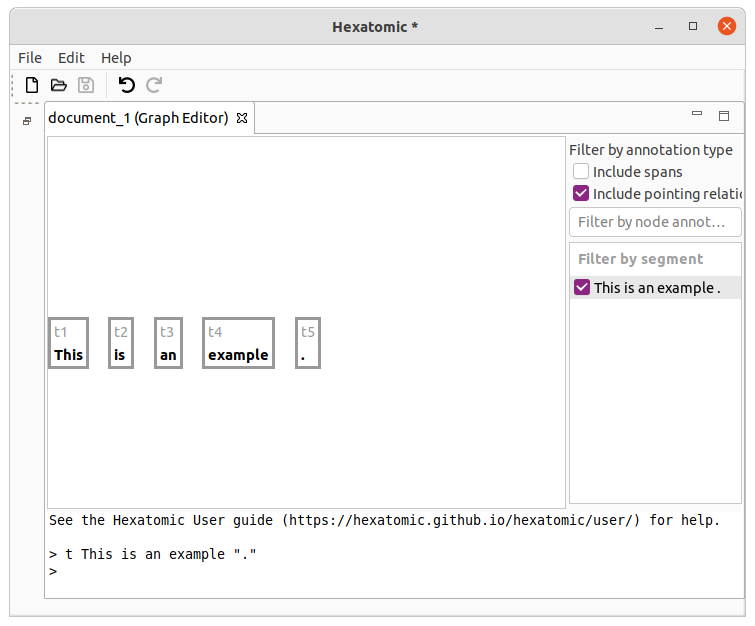 Hexatomic *
File Edit Help
document_1 (Graph Editor)
Filter by annotation type
Include spans
Include pointing relatio
Filter by node annot...
Filter by segment
This is an example .
t1 t2 t3 t4 t5
This is an example .
See the Hexatomic User guide (https://hexatomic.github.io/hexatomic/user/) for help.
> t This is an example "."
>